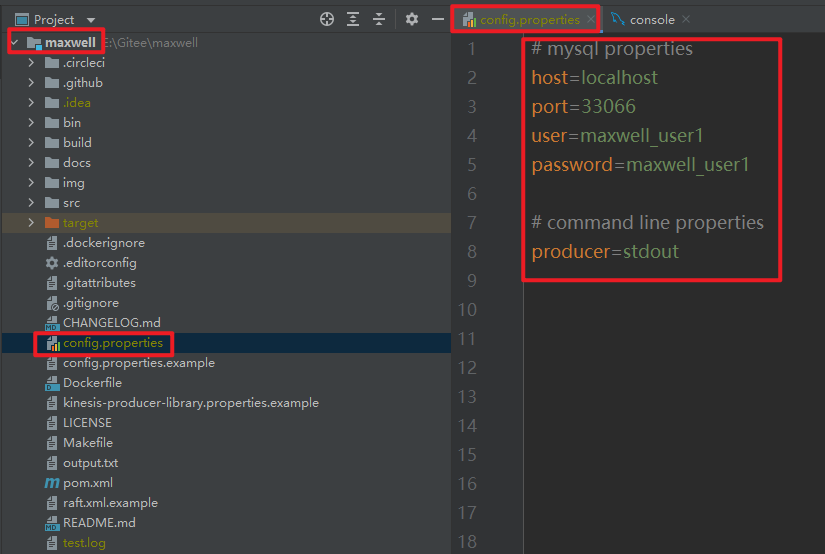 Project
maxwell E:\Gitee\maxwell
.circleci
.github
.idea
bin
build
docs
img
src
target
.dockerignore
.editorconfig
.gitattributes
.gitignore
CHANGELOG.md
config.properties
config.properties.example
Dockerfile
kinesis-producer-library.properties.example
LICENSE
Makefile
output.txt
pom.xml
raft.xml.example
README.md
test.log
config.properties console
1 # mysql properties
2 host=localhost
3 port=33066
4 user=maxwell_user1
5 password=maxwell_user1
6
7 # command line properties
8 producer=stdout
9
10
11
12
13
14
15
16
17
18